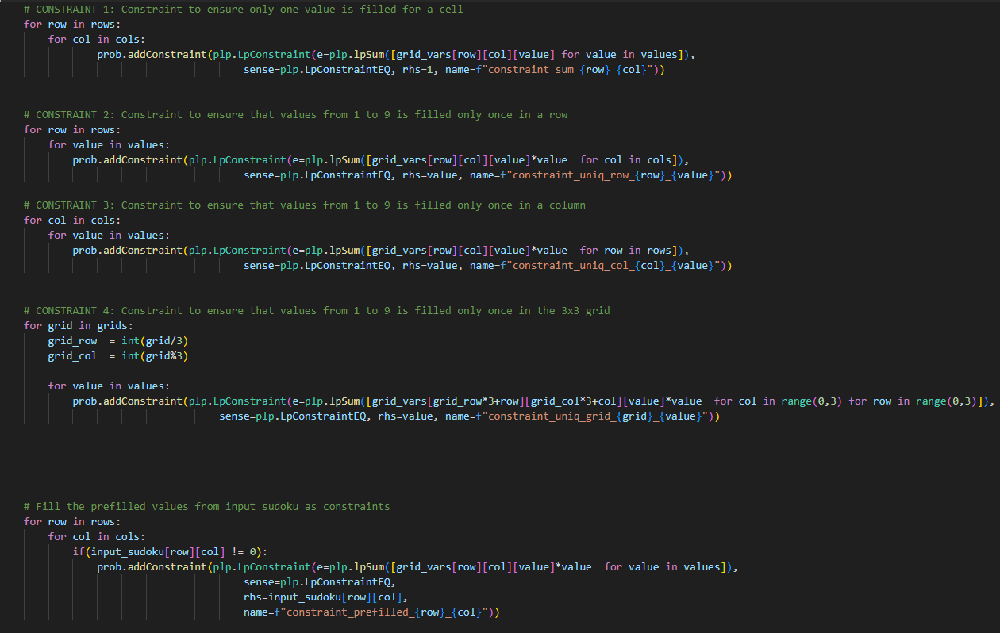 # CONSTRAINT 1: Constraint to ensure only one value is filled for a cell
for row in rows:
    for col in cols:
            prob.addConstraint(plp.LpConstraint(e=plp.lpSum([grid_vars[row][col][value] for value in values]),
                                    sense=plp.LpConstraintEQ, rhs=1, name=f"constraint_sum_{row}_{col}"))
# CONSTRAINT 2: Constraint to ensure that values from 1 to 9 is filled only once in a row
for row in rows:
    for value in values:
        prob.addConstraint(plp.LpConstraint(e=plp.lpSum([grid_vars[row][col][value]*value  for col in cols]),
                                    sense=plp.LpConstraintEQ, rhs=value, name=f"constraint_uniq_row_{row}_{value}"))
# CONSTRAINT 3: Constraint to ensure that values from 1 to 9 is filled only once in a column
for col in cols:
    for value in values:
        prob.addConstraint(plp.LpConstraint(e=plp.lpSum([grid_vars[row][col][value]*value  for row in rows]),
                                    sense=plp.LpConstraintEQ, rhs=value, name=f"constraint_uniq_col_{col}_{value}"))
# CONSTRAINT 4: Constraint to ensure that values from 1 to 9 is filled only once in the 3x3 grid
for grid in grids:
    grid_row  = int(grid/3)
    grid_col  = int(grid%3)
    for value in values:
        prob.addConstraint(plp.LpConstraint(e=plp.lpSum([grid_vars[grid_row*3+row][grid_col*3+col][value]*value  for col in range(0,3) for row in range(0,3)]),
                                sense=plp.LpConstraintEQ, rhs=value, name=f"constraint_uniq_grid_{grid}_{value}"))
# Fill the prefilled values from input sudoku as constraints
for row in rows:
    for col in cols:
        if(input_sudoku[row][col] != 0):
            prob.addConstraint(plp.LpConstraint(e=plp.lpSum([grid_vars[row][col][value]*value  for value in values]),
                                    sense=plp.LpConstraintEQ,
                                    rhs=input_sudoku[row][col],
                                    name=f"constraint_prefilled_{row}_{col}"))